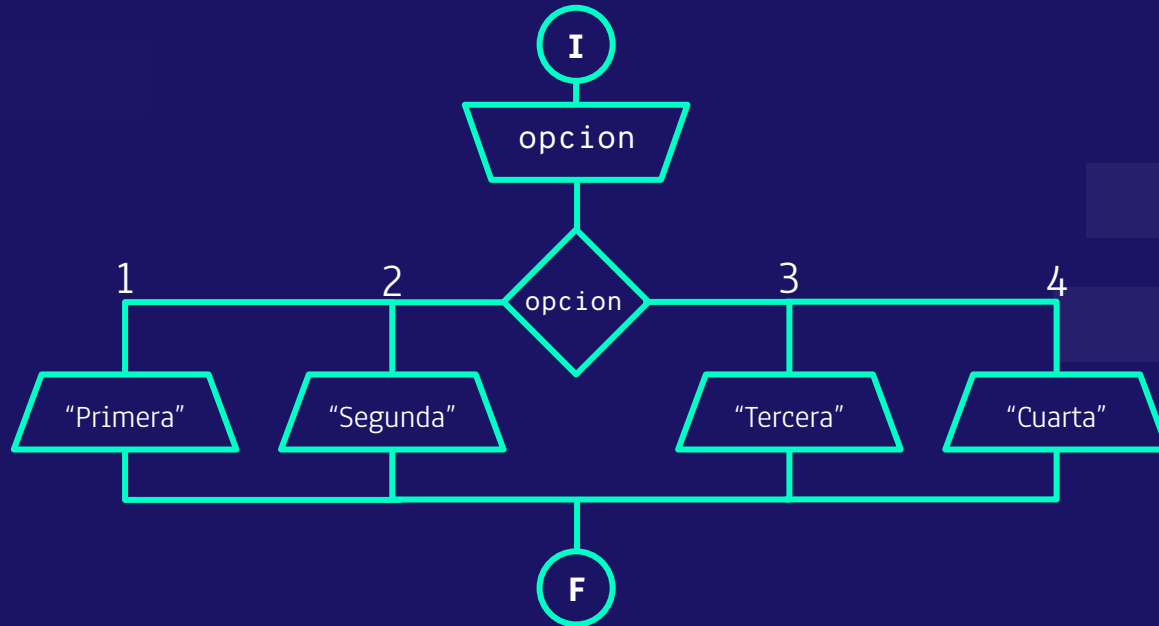 I
opcion
1
2
opcion
3
4
“Primera”
“Segunda”
“Tercera”
“Cuarta”
F